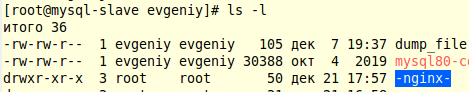 [root@mysql-slave evgeniy]# ls -l
итого 36
-rw-rw-r-- 1 evgeniy evgeniy 105 дек 7 19:37 dump_file
-rw-rw-r-- 1 evgeniy evgeniy 30388 окт 4 2019 mysql80-c
drwxr-xr-x 3 root root 50 дек 21 17:57 -nginx-